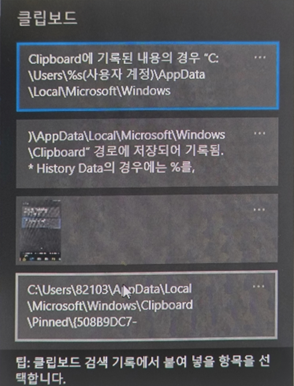 클립보드
Clipboard에 기록된 내용의 경우 "C:
\Users\%s(사용자 계정)\AppData
\Local\Microsoft\Windows
)\AppData\Local\Microsoft\Windows
\Clipboard" 경로에 저장되어 기록됨.
* History Data의 경우에는 %를,
C:\Users\82103\AppData\Local
\Microsoft\Windows\Clipboard
\Pinned\{508B9DC7-
팁: 클립보드 검색 기록에서 붙여 넣을 항목을 선
택합니다.